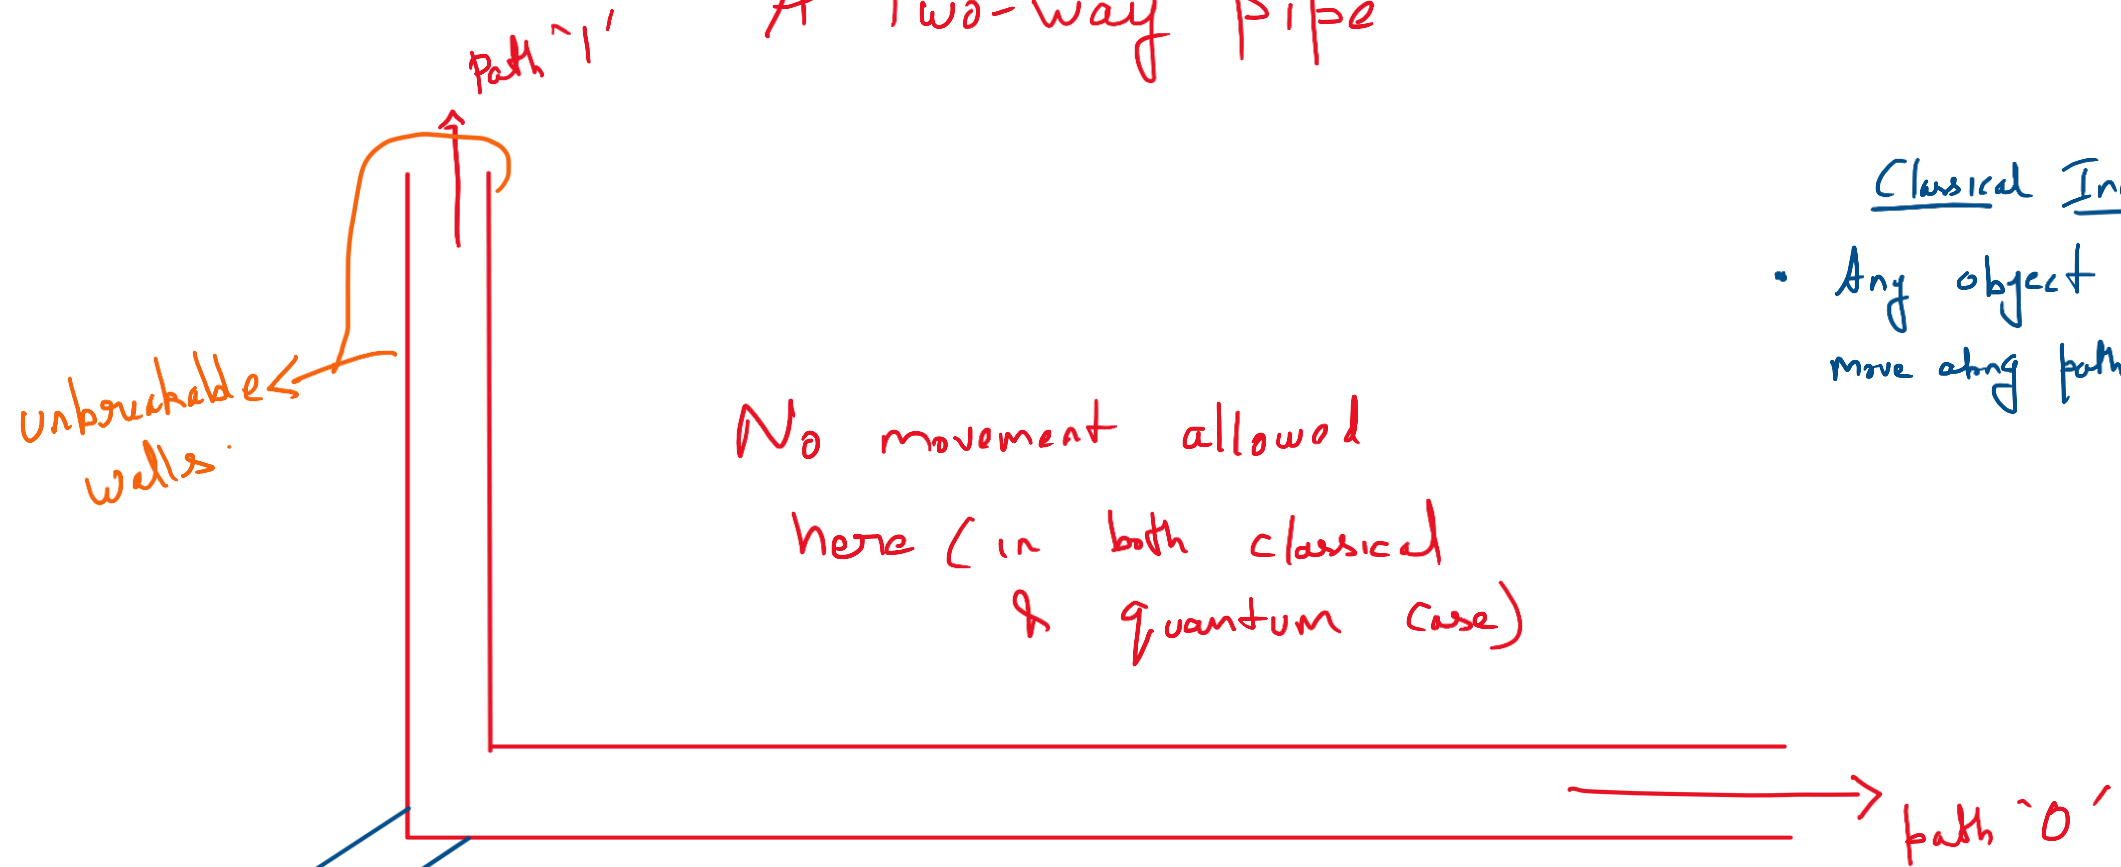 A Two-way pipe
Path `1'
Classical
Any object
move along path
unbreakable
walls.
No movement allowed
here (in both classical
& quantum case)
path `0'